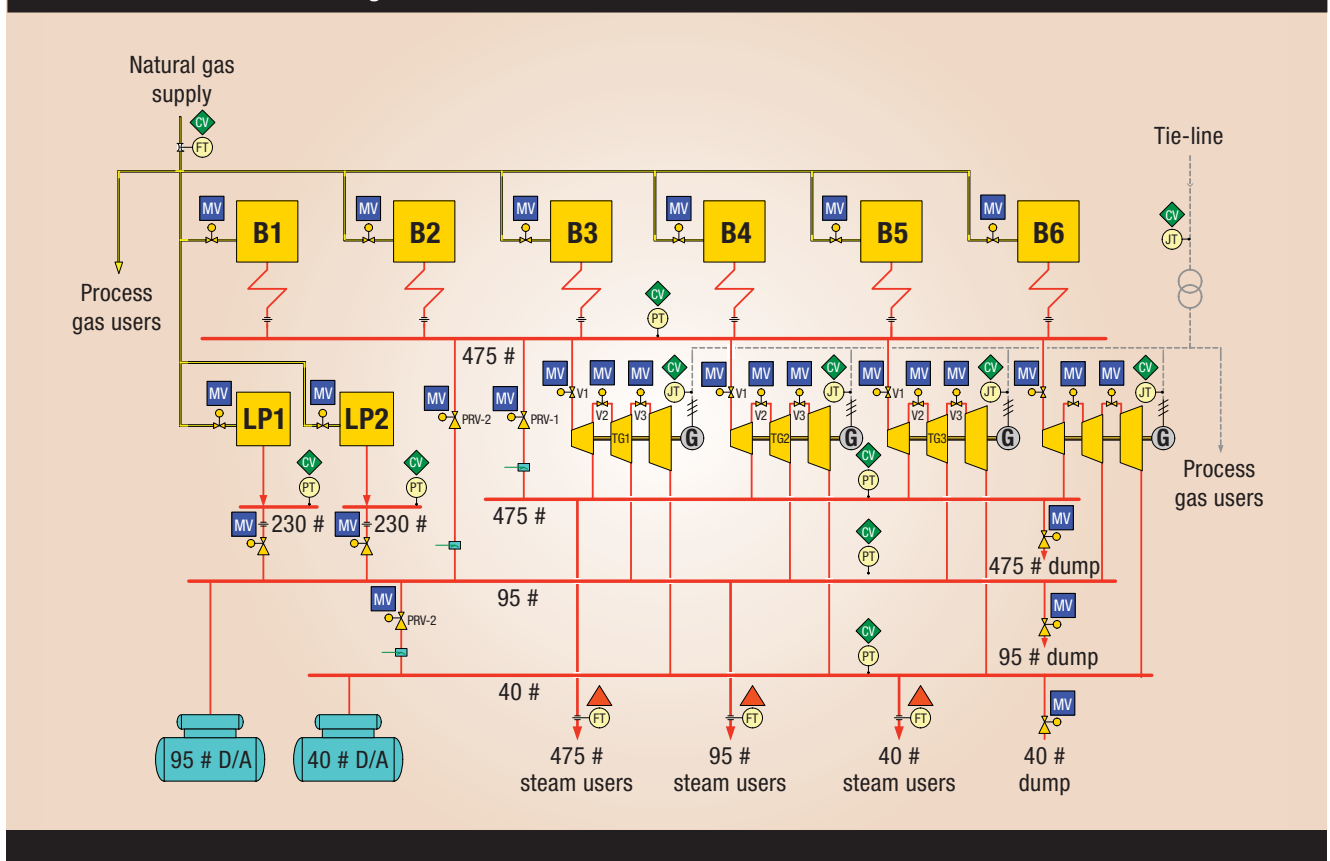 Natural gas
supply
CV
FT
Tie-line
CV
JT
MV
MV
MV
MV
MV
MV
B1
B2
B3
B4
B5
B6
Process
gas users
CV
PT
475 #
MV
MV
MV
MV
CV
JT
MV
MV
MV
CV
JT
MV
MV
MV
CV
JT
MV
MV
MV
CV
JT
MV
MV
PRV-2
PRV-1
V1
V2
V3
V1
V2
V3
V1
V2
V3
LP1
LP2
TG1
G
TG2
G
TG3
G
G
CV
PT
CV
PT
CV
PT
Process
gas users
475 #
MV
230 #
MV
230 #
CV
PT
MV
475 # dump
95 #
MV
PRV-2
MV
95 # dump
CV
PT
40 #
MV
FT
FT
FT
95 # D/A
40 # D/A
475 #
steam users
95 #
steam users
40 #
steam users
40 #
dump